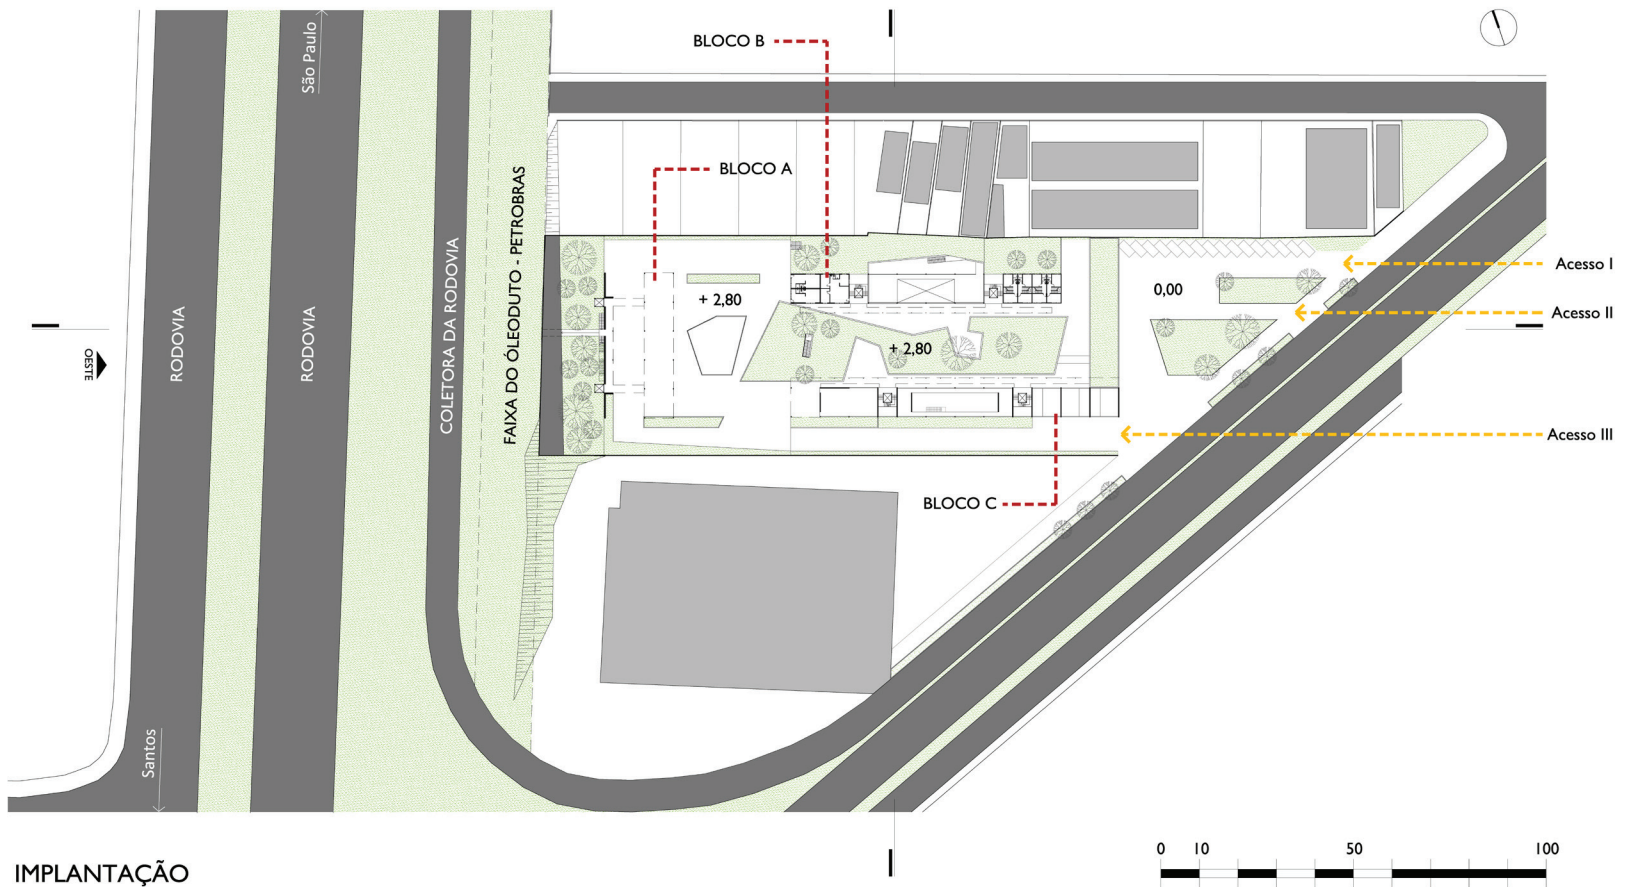 São Paulo
BLOCO B
BLOCO A
Acesso I
0,00
+ 2,80
Acesso II
RODOVIA
RODOVIA
COLETORA DA RODOVIA
FAIXA DO ÓLEODUTO - PETROBRAS
+ 2,80
OESTE
Acesso III
BLOCO C
Santos
0 10 50 100
IMPLANTAÇÃO